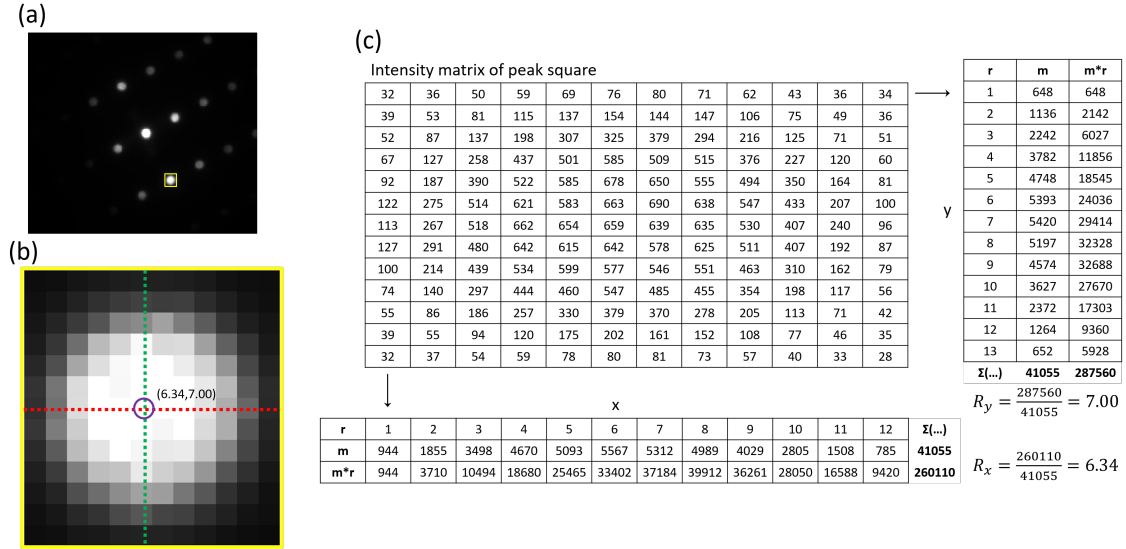 (a)
(b)
(6.34,7.00)
(c)
Intensity matrix of peak square
32 36 50 59 69 76 80 71 62 43 36 34
39 53 81 115 137 154 144 147 106 75 49 36
52 87 137 198 307 325 379 294 216 125 71 51
67 127 258 437 501 585 509 515 376 227 120 60
92 187 390 522 585 678 650 555 494 350 164 81
122 275 514 621 583 663 690 638 547 433 207 100
113 267 518 662 654 659 639 635 530 407 240 96
127 291 480 642 615 642 578 625 511 407 192 87
100 214 439 534 599 577 546 551 463 310 162 79
74 140 297 444 460 547 485 455 354 198 117 56
55 86 186 257 330 379 370 278 205 113 71 42
39 55 94 120 175 202 161 152 108 77 46 35
32 37 54 59 78 80 81 73 57 40 33 28
y
r m m*r
1 648 648
2 1136 2142
3 2242 6027
4 3782 11856
5 4748 18545
6 5393 24036
7 5420 29414
8 5197 32328
9 4574 32688
10 3627 27670
11 2372 17303
12 1264 9360
13 652 5928
Σ(...) 41055 287560
R_y = 287560/41055 = 7.00
x
r 1 2 3 4 5 6 7 8 9 10 11 12 Σ(...)
m 944 1855 3498 4670 5093 5567 5312 4989 4029 2805 1508 785 41055
m*r 944 3710 10494 18680 25465 33402 37184 39912 36261 28050 16588 9420 260110
R_x = 260110/41055 = 6.34